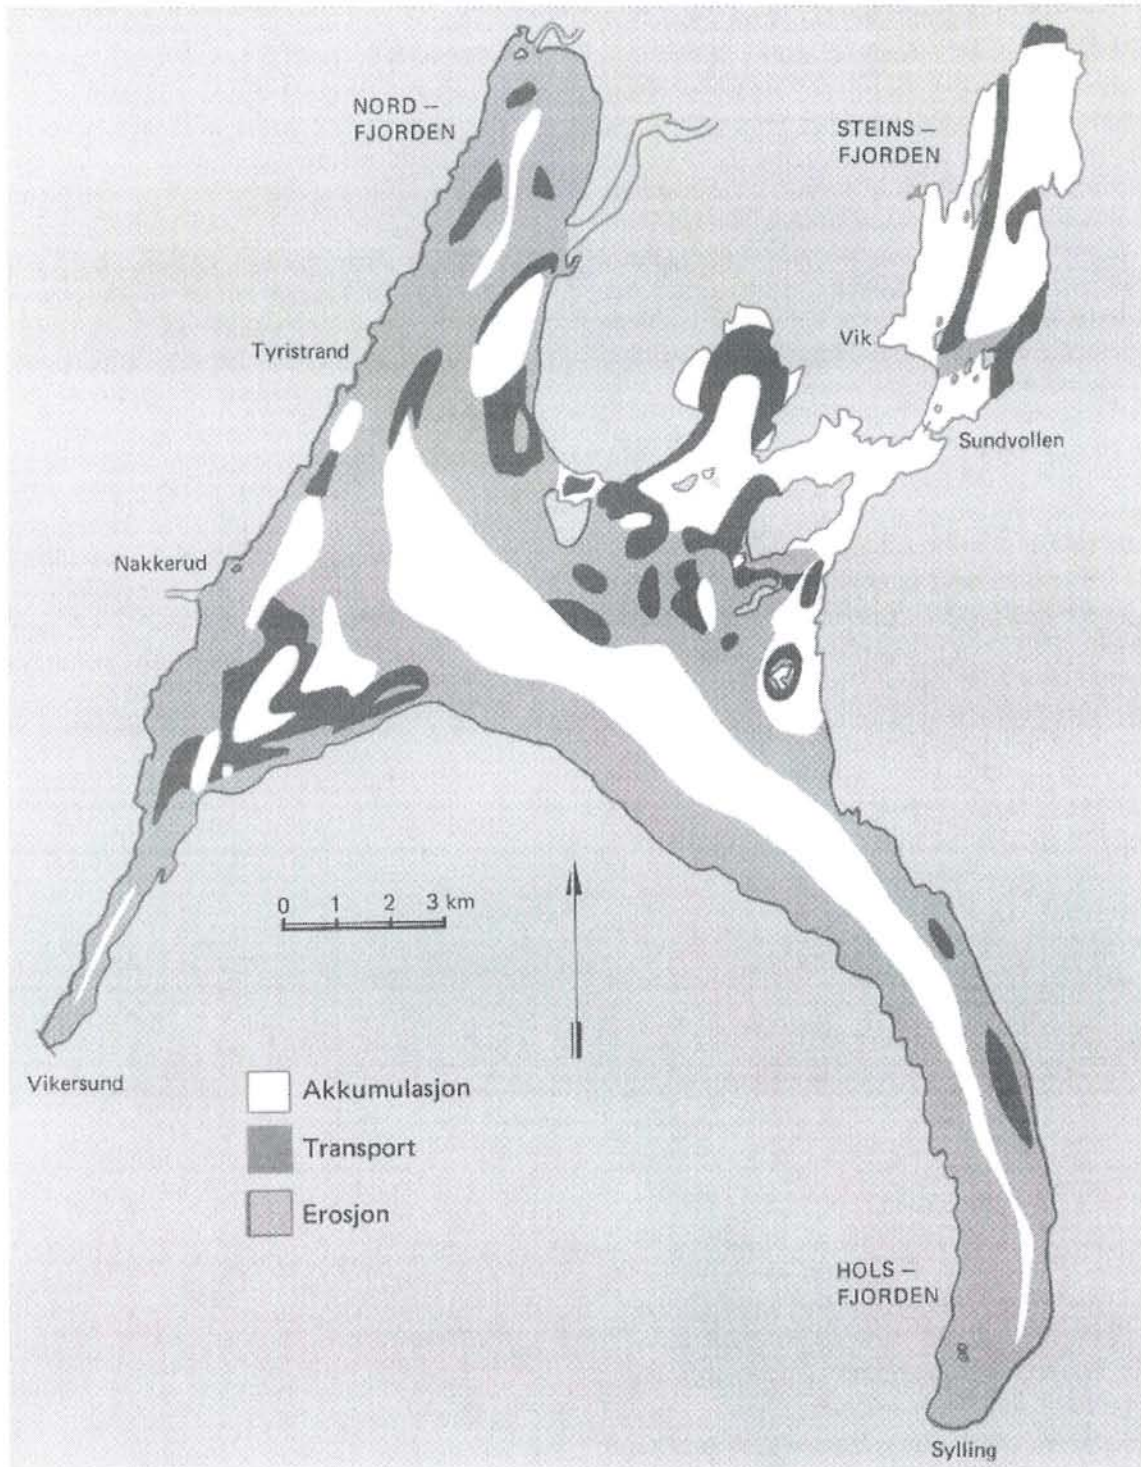 NORD –
FJORDEN
STEINS –
FJORDEN
Tyristrand
Vik
Sundvollen
Nakkerud
0 1 2 3 km
Vikersund
Akkumulasjon
Transport
Erosjon
HOLS –
FJORDEN
Sylling